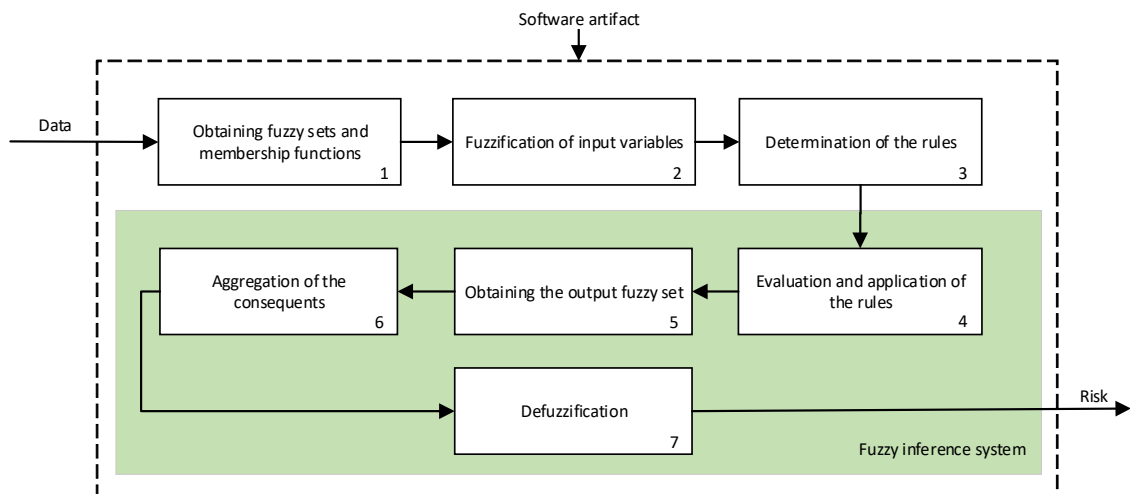 Software artifact
Data
Obtaining fuzzy sets and
membership functions
1
Fuzzification of input variables
2
Determination of the rules
3
Evaluation and application of
the rules
4
Obtaining the output fuzzy set
5
Aggregation of the
consequents
6
Defuzzification
7
Risk
Fuzzy inference system